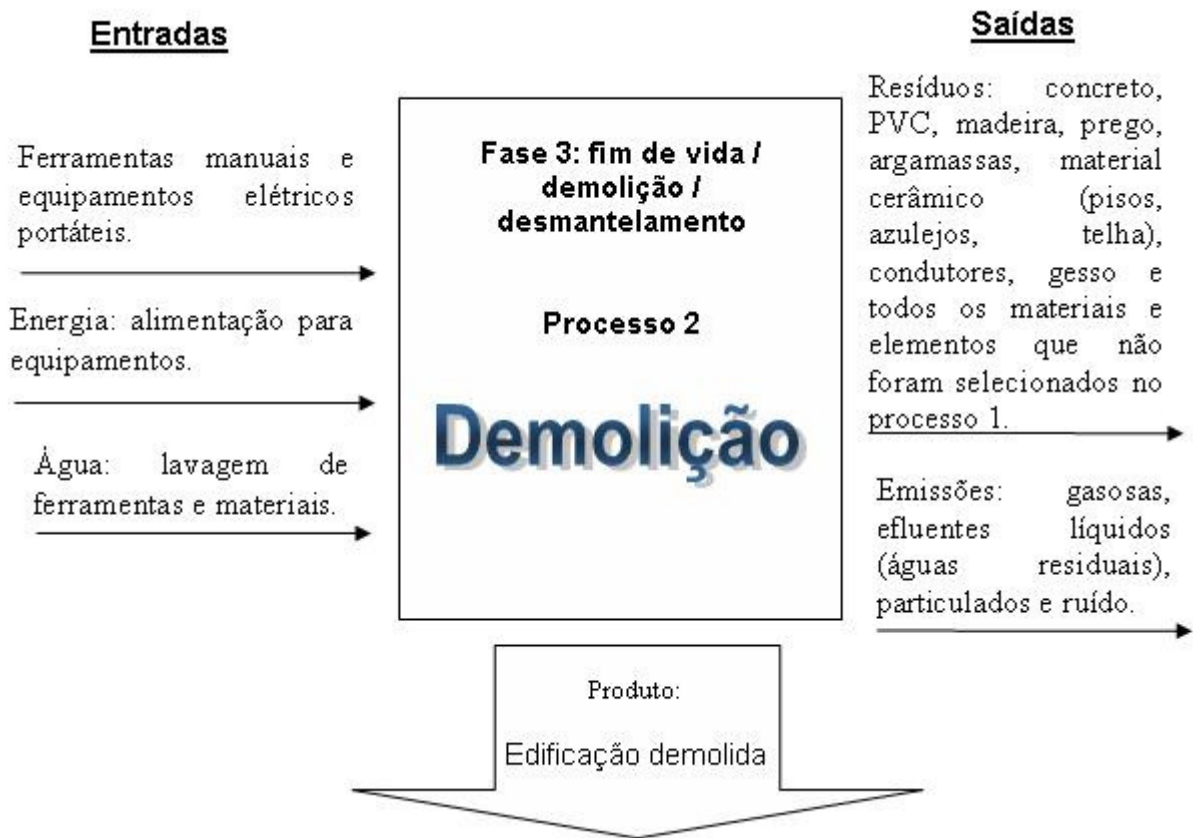 Entradas
Ferramentas manuais e
equipamentos elétricos
portáteis.
Energia: alimentação para
equipamentos.
Água: lavagem de
ferramentas e materiais.
Fase 3: fim de vida /
demolição /
desmantelamento
Processo 2
Demolição
Produto:
Edificação demolida
Saídas
Resíduos: concreto,
PVC, madeira, prego,
argamassas, material
cerâmico (pisos,
azulejos, telha),
condutores, gesso e
todos os materiais e
elementos que não
foram selecionados no
processo 1.
Emissões: gasosas,
efluentes líquidos
(águas residuais),
particulados e ruído.